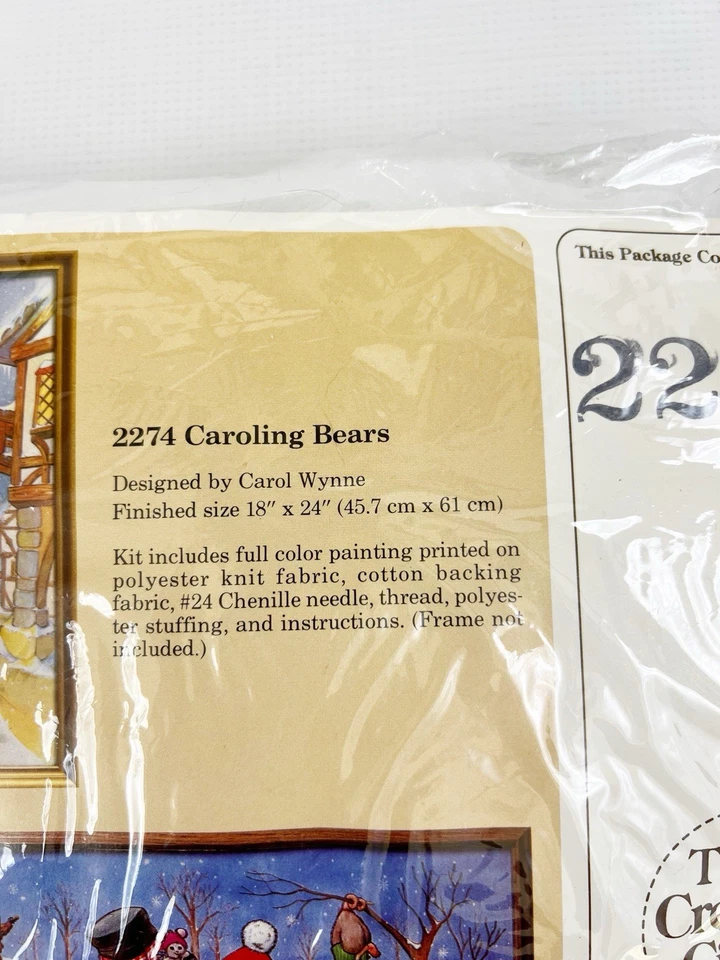 This Package Co
22
2274 Caroling Bears
Designed by Carol Wynne
Finished size 18″ x 24″ (45.7 cm x 61 cm)
Kit includes full color painting printed on
polyester knit fabric, cotton backing
fabric, #24 Chenille needle, thread, polyes-
ter stuffing, and instructions. (Frame not
included.)
T
Cr